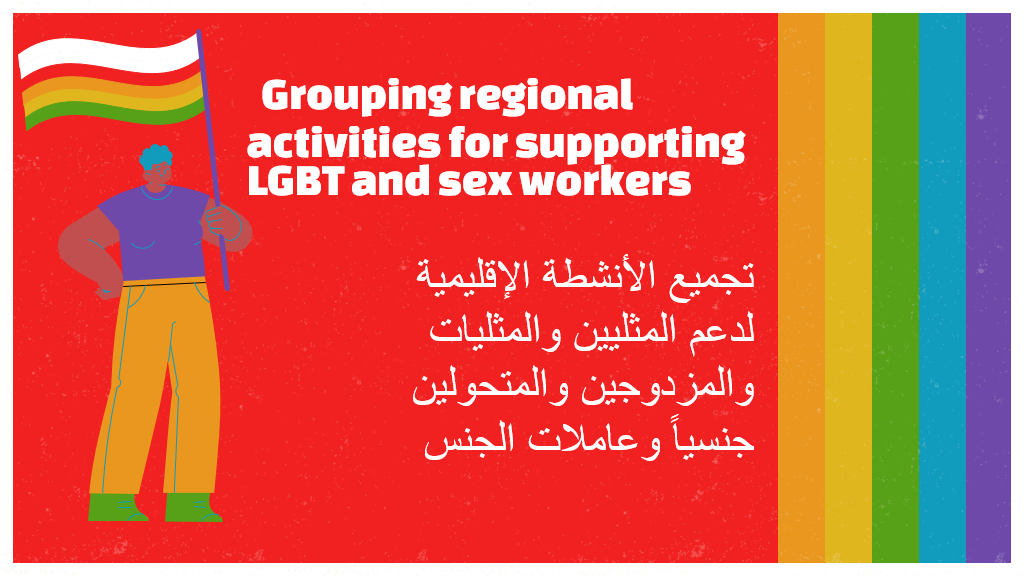 Grouping regional
activities for supporting
LGBT and sex workers
تجميع الأنشطة الإقليمية
لدعم المثليين والمثليات
والمزدوجين والمتحولين
جنسياً وعاملات الجنس